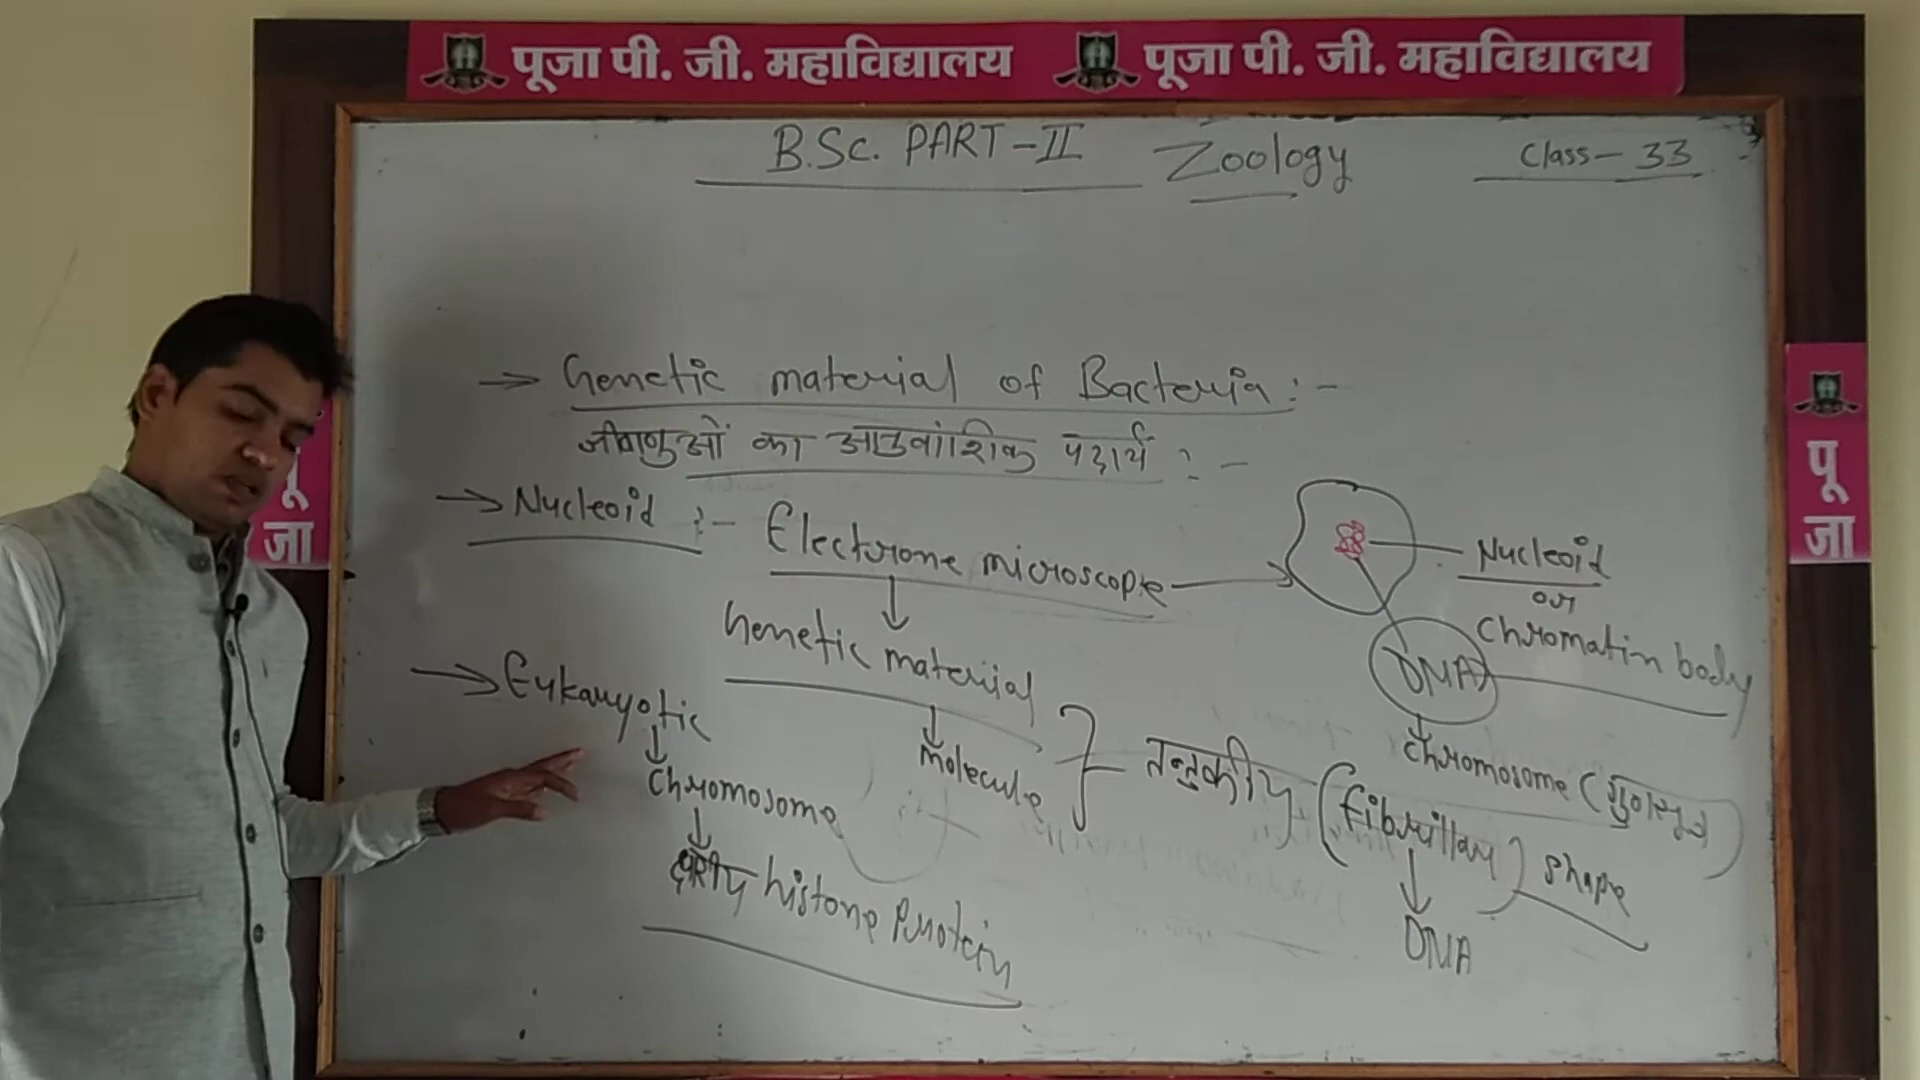 पूजा पी. जी. महाविद्यालय पूजा पी. जी. महाविद्यालय
B.Sc. PART-II Zoology Class-33
→ Genetic material of Bacteria :-
जीवाणुओं का आनुवांशिक पदार्थ :-
→ Nucleoid :- Electrone microscope →
Nucleoid
or
Chromatin body
↓
Genetic material
DNA
→ Eukaryotic
↓
Chromosome
↓
क्षारीय histone Protein
↓
Molecule } तन्तुकीय (fibrillar) shape
↓
DNA
↓
Chromosome (गुणसूत्र)
पू
जा
पू
जा